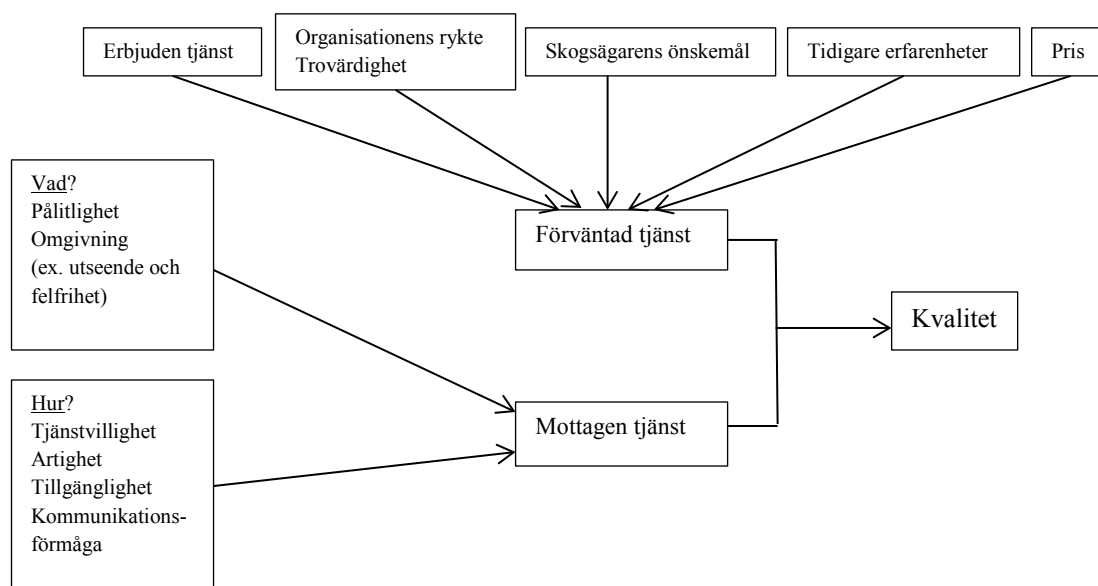 Erbjuden tjänst
Organisationens rykte
Trovärdighet
Skogsägarens önskemål
Tidigare erfarenheter
Pris
Vad?
Pålitlighet
Omgivning
(ex. utseende och
felfrihet)
Förväntad tjänst
Kvalitet
Hur?
Tjänstvillighet
Artighet
Tillgänglighet
Kommunikations-
förmåga
Mottagen tjänst